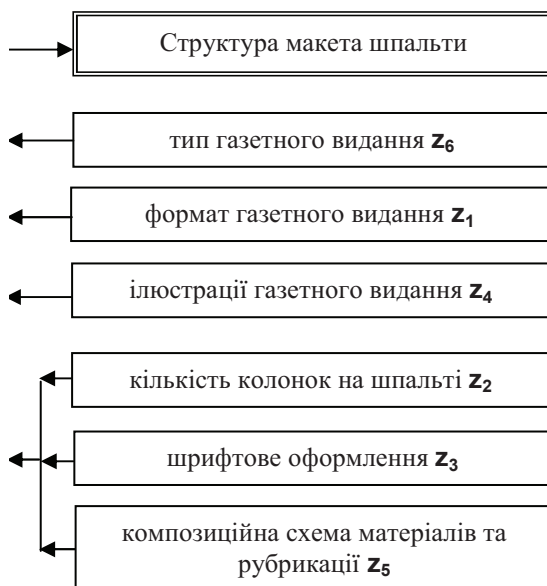 Структура макета шпальти
тип газетного видання z₆
формат газетного видання z₁
ілюстрації газетного видання z₄
кількість колонок на шпальті z₂
шрифтове оформлення z₃
композиційна схема матеріалів та
рубрикації z₅